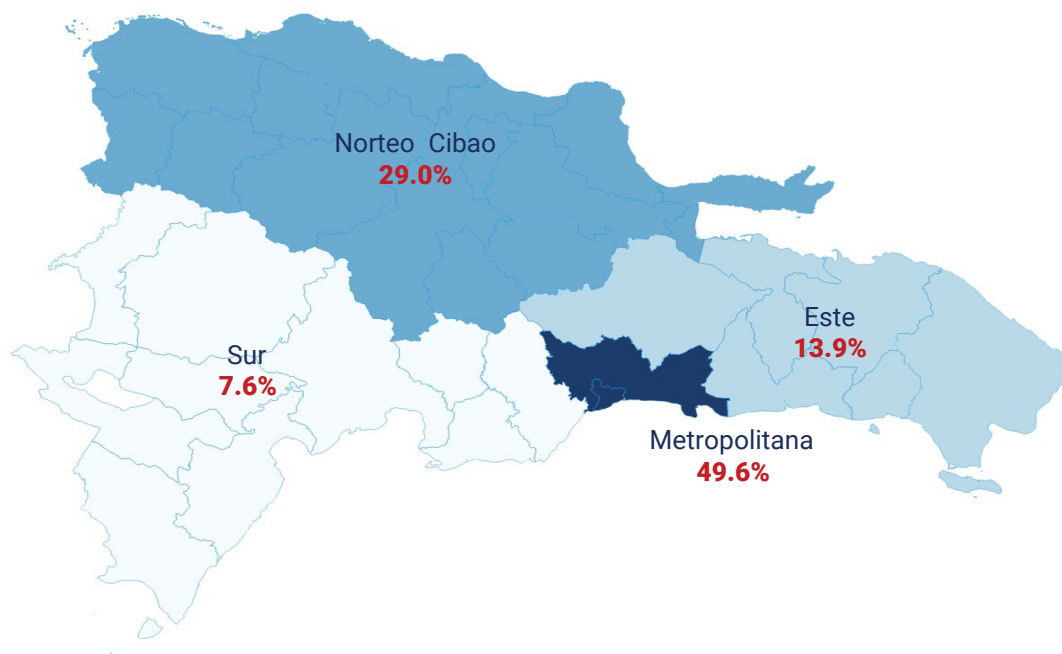 Norteo Cibao
29.0%
Este
13.9%
Sur
7.6%
Metropolitana
49.6%